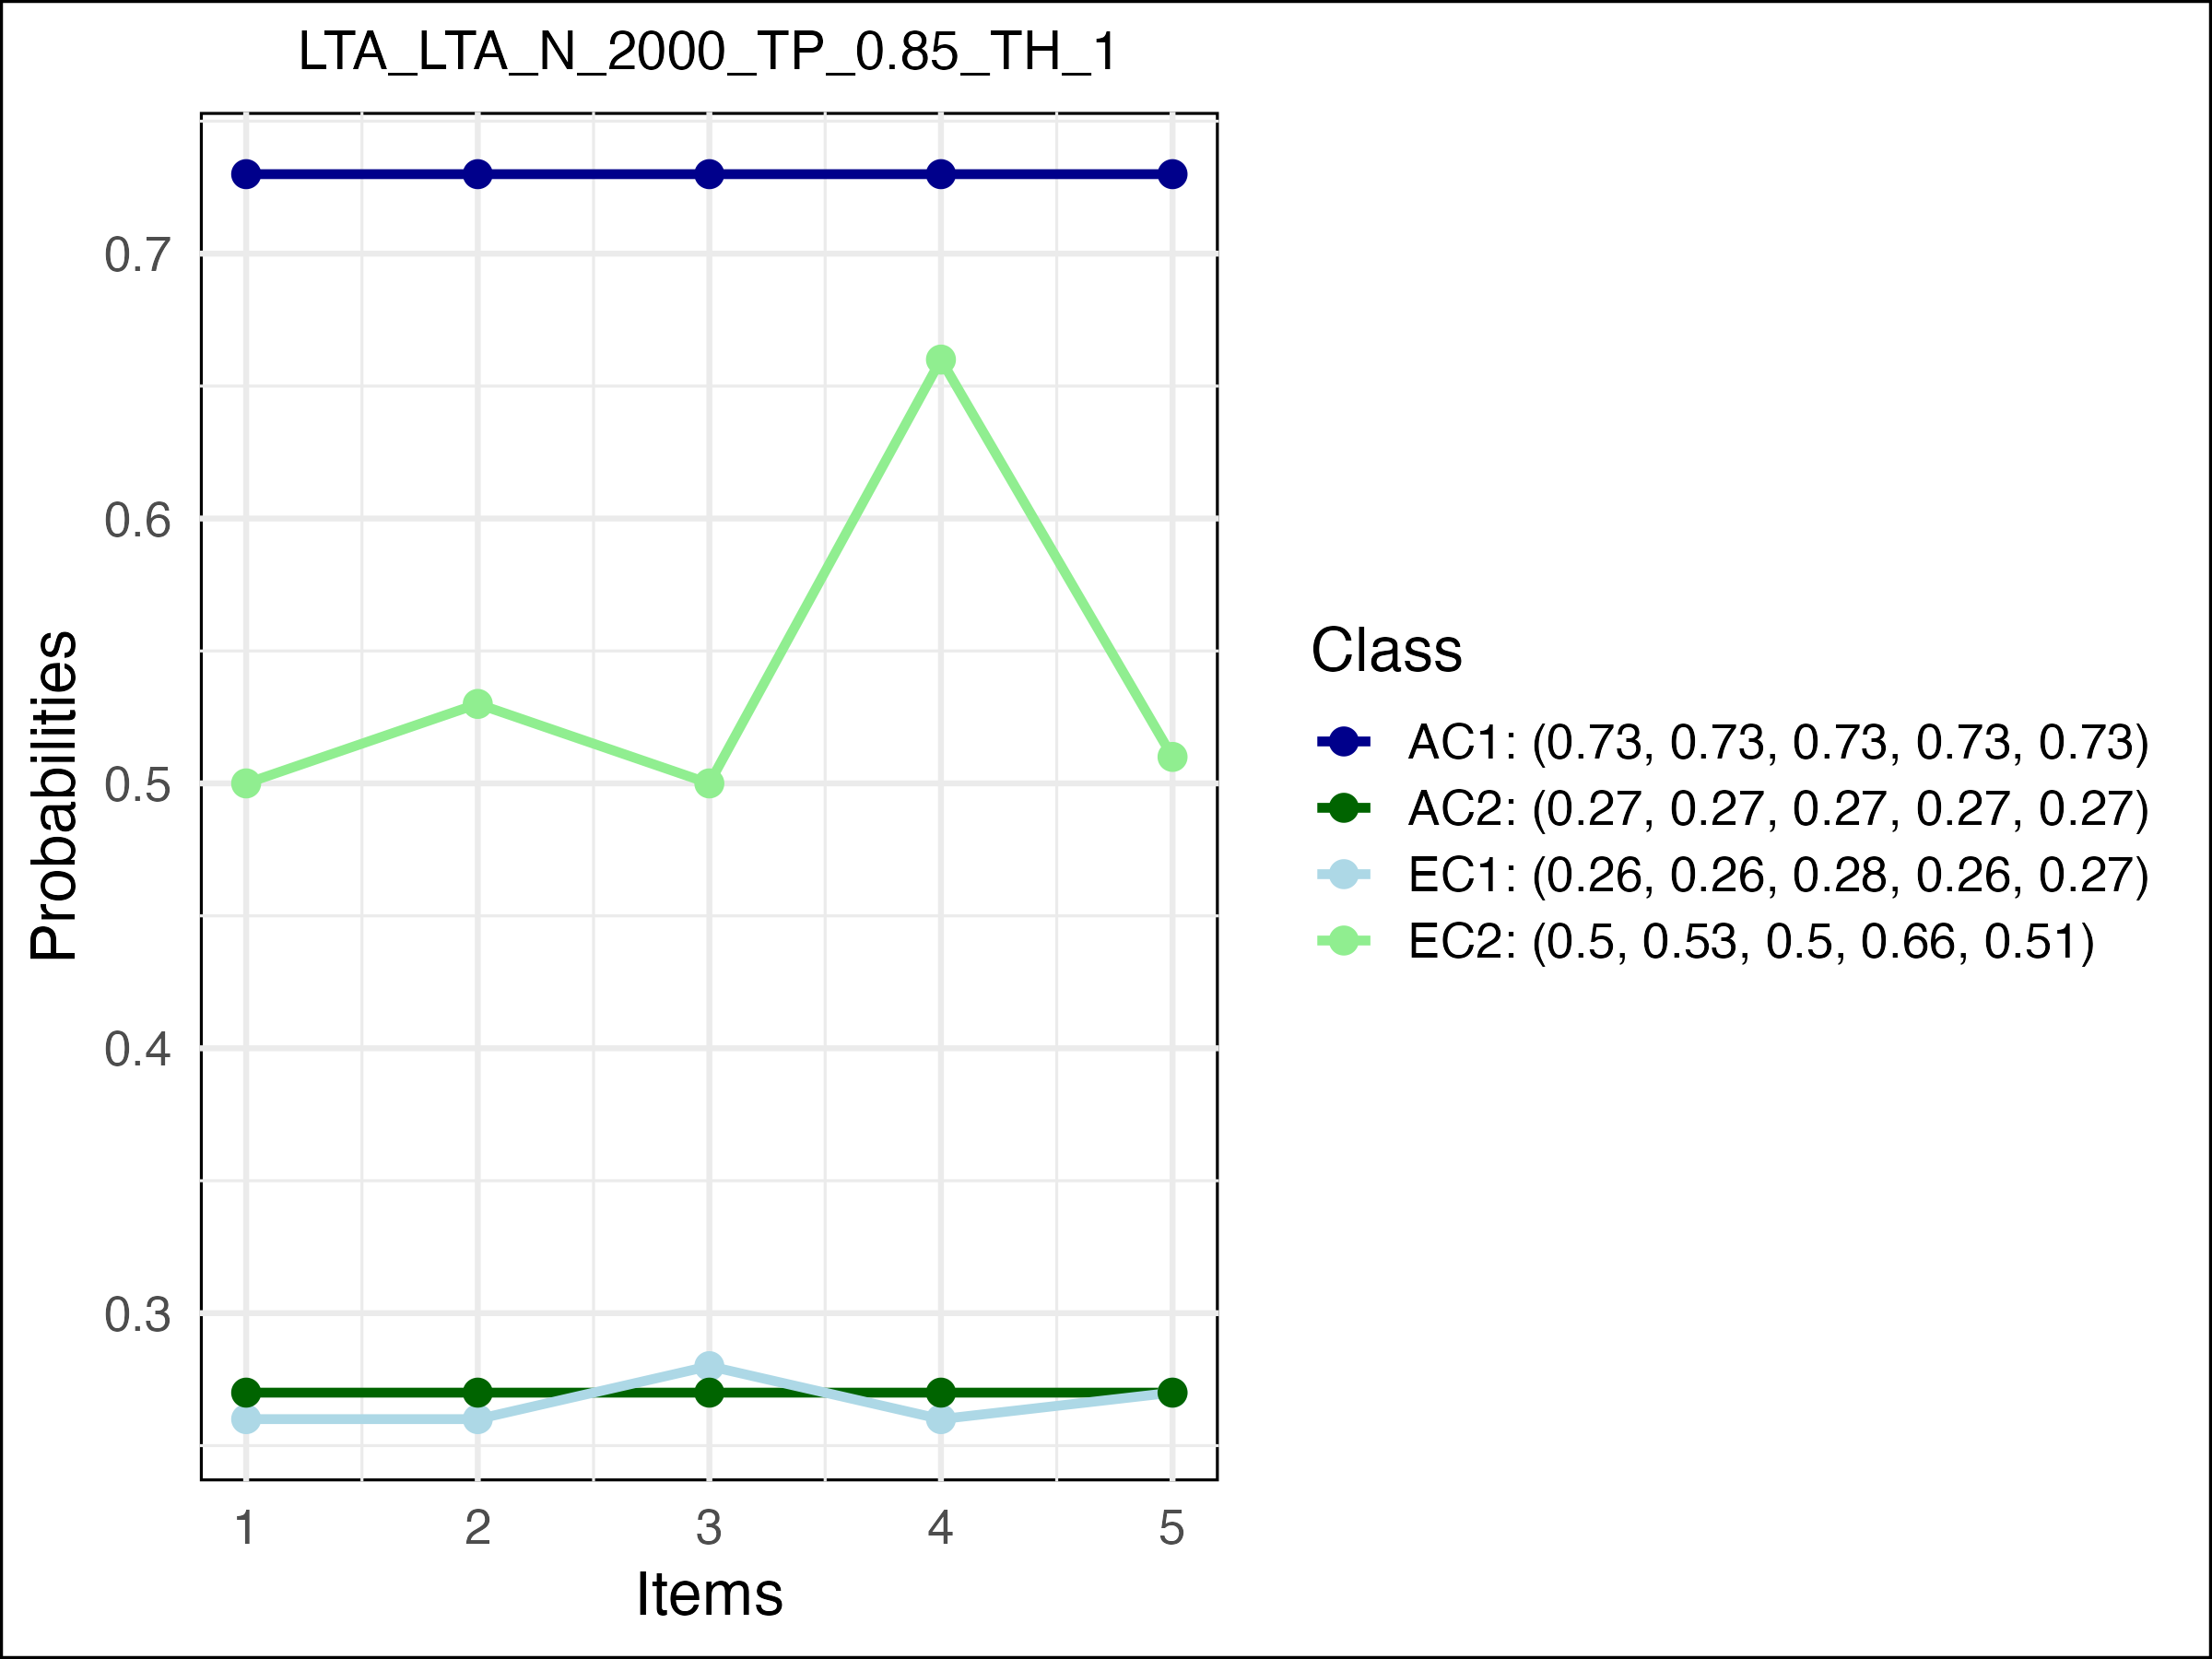 LTA_LTA_N_2000_TP_0.85_TH_1
Probabilities
0.7
0.6
0.5
0.4
0.3
1 2 3 4 5
Items
Class
AC1: (0.73, 0.73, 0.73, 0.73, 0.73)
AC2: (0.27, 0.27, 0.27, 0.27, 0.27)
EC1: (0.26, 0.26, 0.28, 0.26, 0.27)
EC2: (0.5, 0.53, 0.5, 0.66, 0.51)